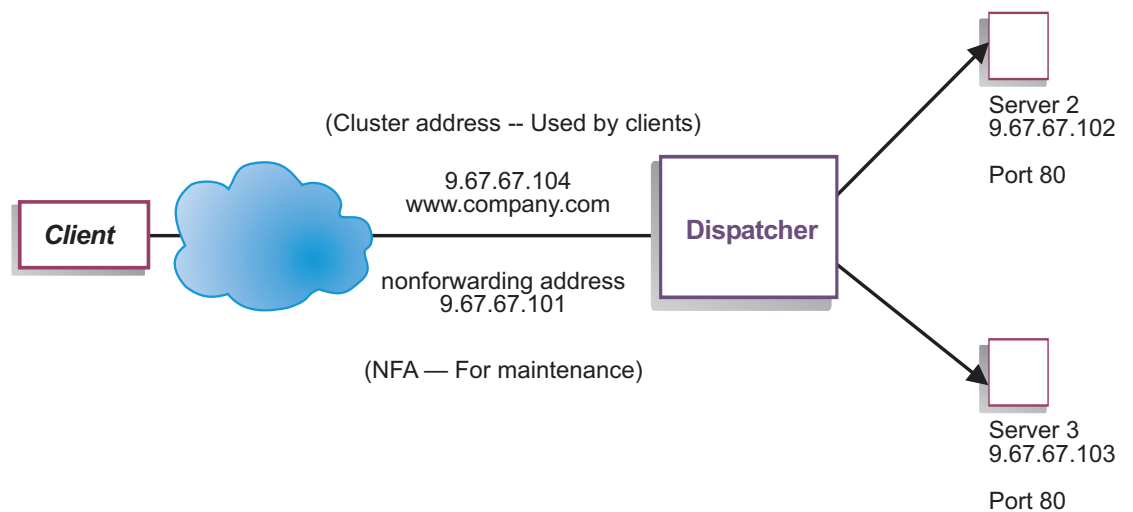 (Cluster address -- Used by clients)
9.67.67.104
www.company.com
Client
nonforwarding address
9.67.67.101
(NFA — For maintenance)
Dispatcher
Server 2
9.67.67.102
Port 80
Server 3
9.67.67.103
Port 80